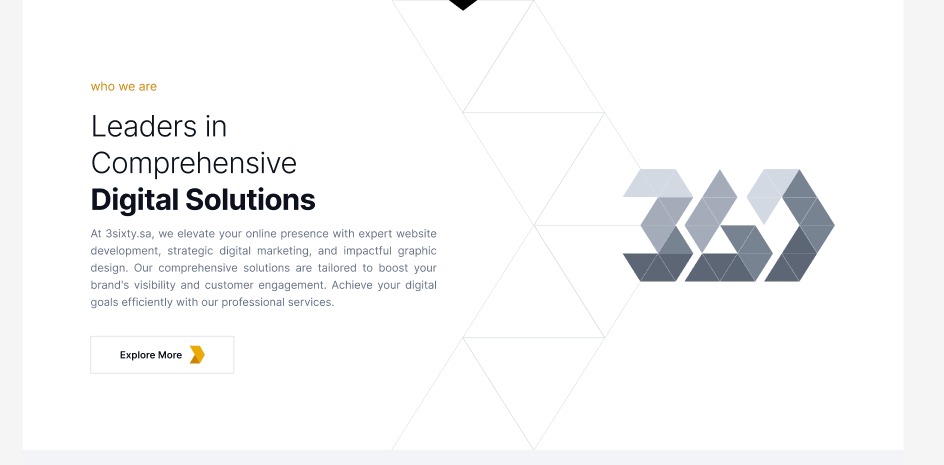 who we are
Leaders in
Comprehensive
Digital Solutions
At 3sixty.sa, we elevate your online presence with expert website
development, strategic digital marketing, and impactful graphic
design. Our comprehensive solutions are tailored to boost your
brand's visibility and customer engagement. Achieve your digital
goals efficiently with our professional services.
Explore More
360